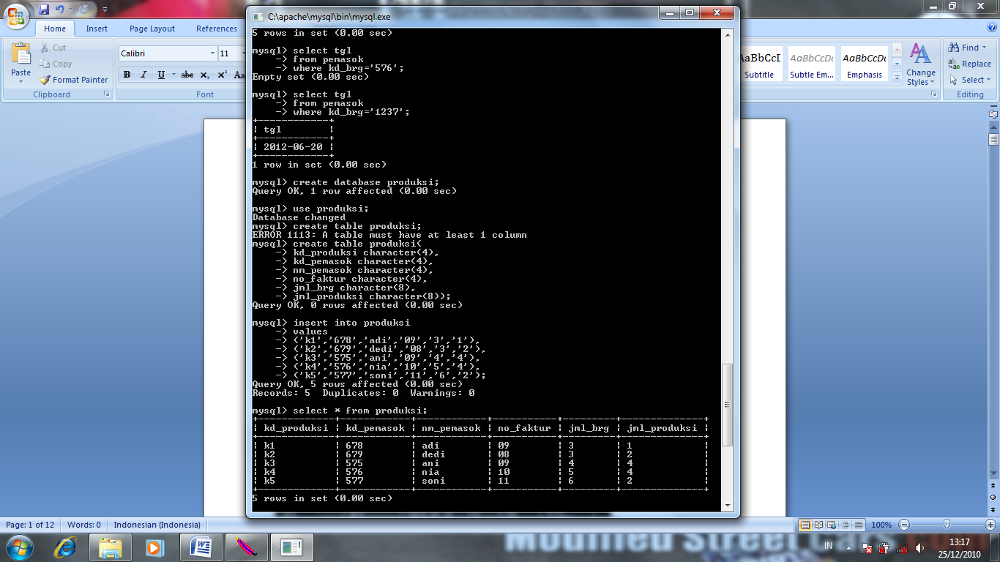 C:\apache\mysql\bin\mysql.exe
Home Insert Page Layout References
Paste
Cut
Copy
Format Painter
Clipboard
Calibri 11
B I U abc x₂ x² Aa
Font
AaBbCcI AaBbCcDc AaBbCcDc
Subtitle Subtle Em... Emphasis
Change Styles
Find
Replace
Select
Editing
5 rows in set (0.00 sec)
mysql> select tgl
-> from pemasok
-> where kd_brg='576';
Empty set (0.00 sec)
mysql> select tgl
-> from pemasok
-> where kd_brg='1237';
+------------+
| tgl |
+------------+
| 2012-06-20 |
+------------+
1 row in set (0.00 sec)
mysql> create database produksi;
Query OK, 1 row affected (0.00 sec)
mysql> use produksi;
Database changed
mysql> create table produksi;
ERROR 1113: A table must have at least 1 column
mysql> create table produksi(
-> kd_produksi character(4),
-> kd_pemasok character(4),
-> nm_pemasok character(4),
-> no_faktur character(4),
-> jml_brg character(8),
-> jml_produksi character(8));
Query OK, 0 rows affected (0.00 sec)
mysql> insert into produksi
-> values
-> ('k1','678','adi','09','3','1'),
-> ('k2','679','dedi','08','3','2'),
-> ('k3','575','ani','09','4','4'),
-> ('k4','576','nia','10','5','4'),
-> ('k5','577','soni','11','6','2');
Query OK, 5 rows affected (0.00 sec)
Records: 5 Duplicates: 0 Warnings: 0
mysql> select * from produksi;
+-------------+------------+------------+-----------+---------+--------------+
| kd_produksi | kd_pemasok | nm_pemasok | no_faktur | jml_brg | jml_produksi |
+-------------+------------+------------+-----------+---------+--------------+
| k1 | 678 | adi | 09 | 3 | 1 |
| k2 | 679 | dedi | 08 | 3 | 2 |
| k3 | 575 | ani | 09 | 4 | 4 |
| k4 | 576 | nia | 10 | 5 | 4 |
| k5 | 577 | soni | 11 | 6 | 2 |
+-------------+------------+------------+-----------+---------+--------------+
5 rows in set (0.00 sec)
Page: 1 of 12 Words: 0 Indonesian (Indonesia) 100%
IN 13:17
25/12/2010